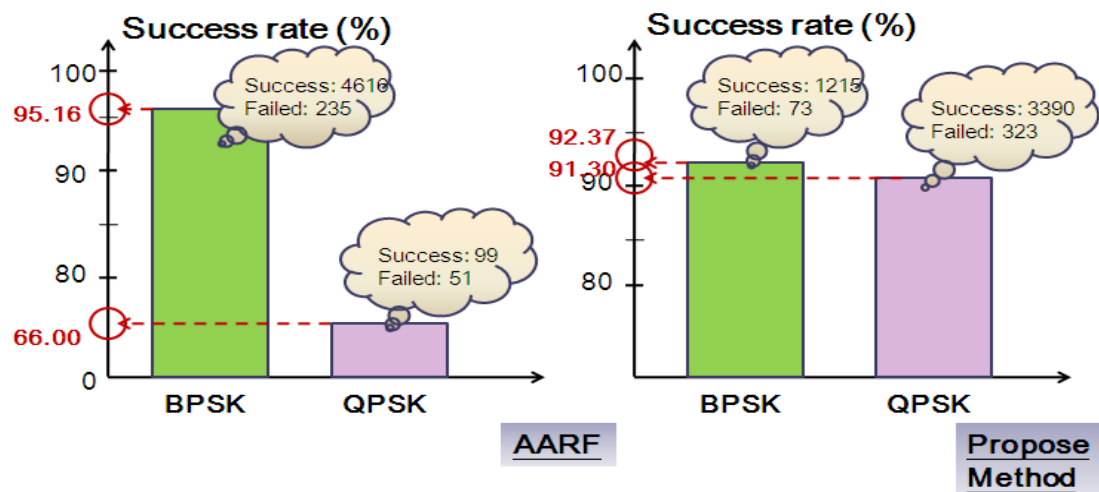 Success rate (%)
100
95.16
90
80
66.00
0
Success: 4616
Failed: 235
Success: 99
Failed: 51
BPSK
QPSK
AARF
Success rate (%)
100
92.37
91.30
90
80
Success: 1215
Failed: 73
Success: 3390
Failed: 323
BPSK
QPSK
Propose
Method